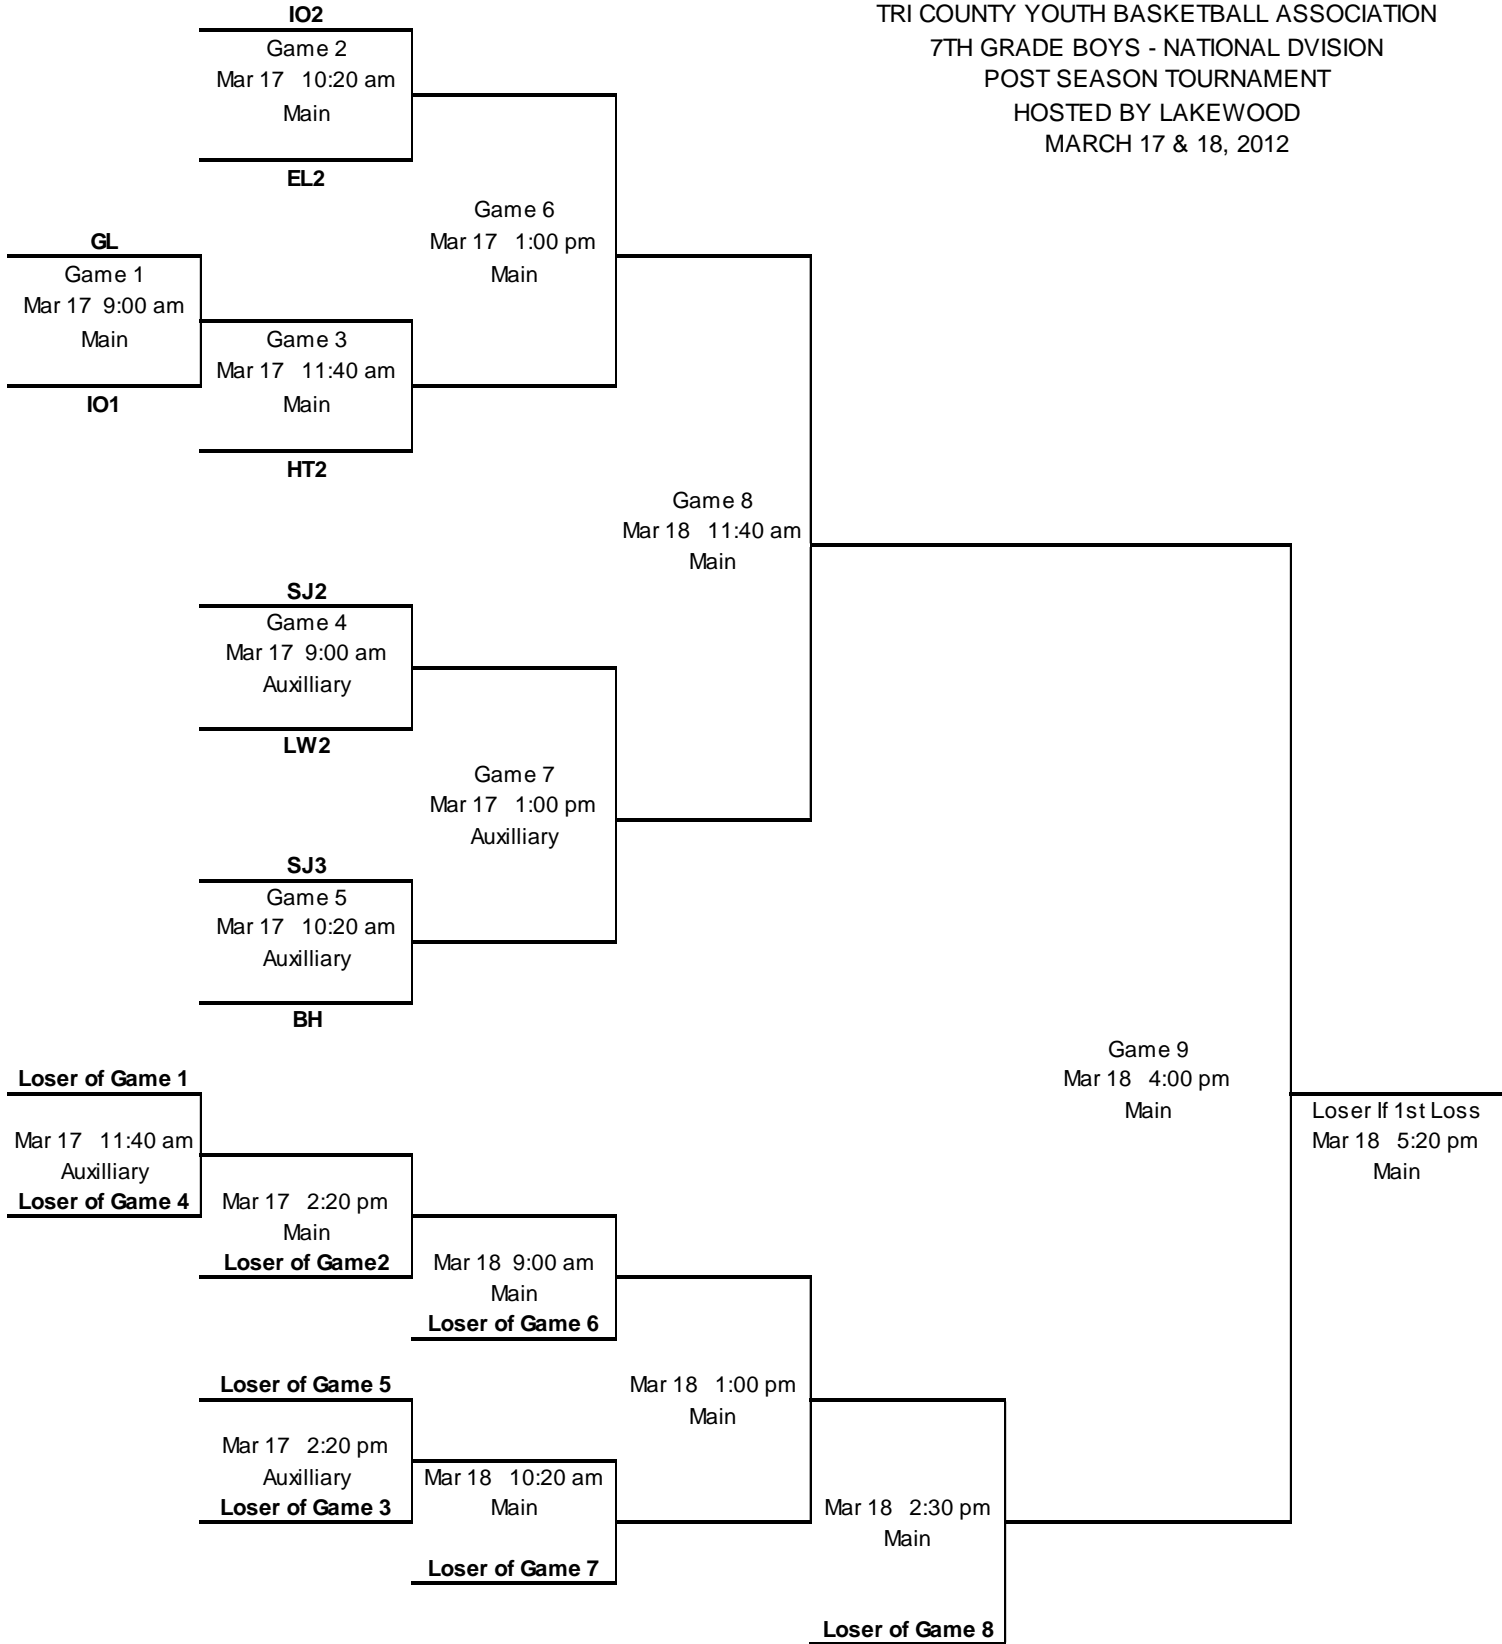 TRI COUNTY YOUTH BASKETBALL ASSOCIATION
7TH GRADE BOYS - NATIONAL DVISION
POST SEASON TOURNAMENT
HOSTED BY LAKEWOOD
MARCH 17 & 18, 2012
IO2
Game 2
Mar 17 10:20 am
Main
EL2
Game 6
Mar 17 1:00 pm
Main
GL
Game 1
Mar 17 9:00 am
Main
IO1
Game 3
Mar 17 11:40 am
Main
HT2
Game 8
Mar 18 11:40 am
Main
SJ2
Game 4
Mar 17 9:00 am
Auxilliary
LW2
Game 7
Mar 17 1:00 pm
Auxilliary
SJ3
Game 5
Mar 17 10:20 am
Auxilliary
BH
Game 9
Mar 18 4:00 pm
Main
Loser If 1st Loss
Mar 18 5:20 pm
Main
Loser of Game 1
Mar 17 11:40 am
Auxilliary
Loser of Game 4
Mar 17 2:20 pm
Main
Loser of Game2
Mar 18 9:00 am
Main
Loser of Game 6
Loser of Game 5
Mar 17 2:20 pm
Auxilliary
Loser of Game 3
Mar 18 1:00 pm
Main
Mar 18 10:20 am
Main
Loser of Game 7
Mar 18 2:30 pm
Main
Loser of Game 8